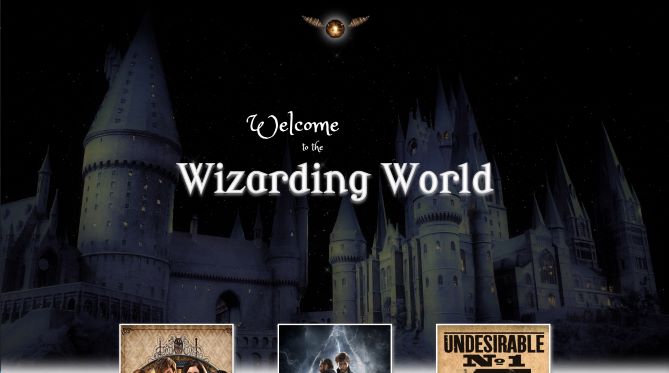 Welcome
to the
Wizarding World
UNDESIRABLE
Nº1